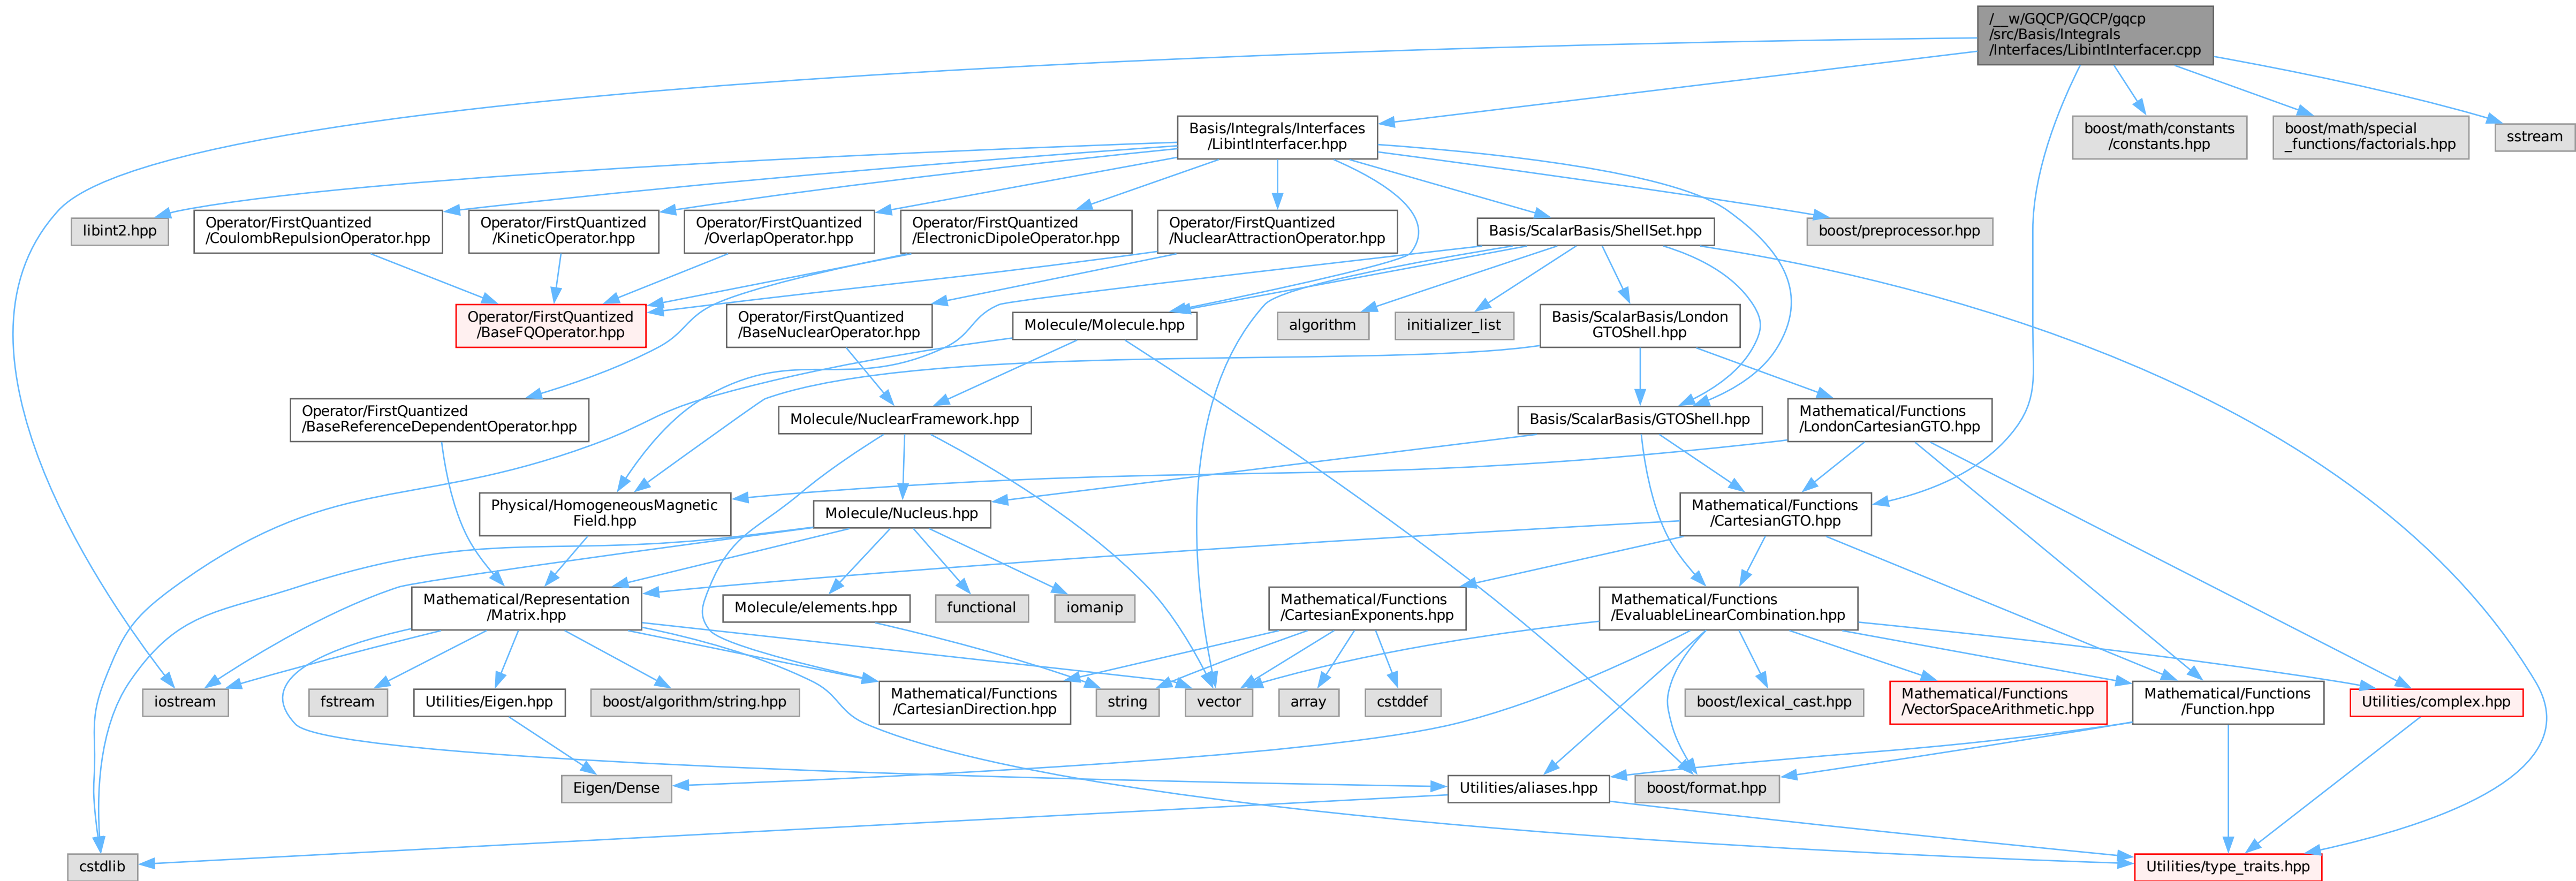 /__w/GQCP/GQCP/gqcp
/src/Basis/Integrals
/Interfaces/LibintInterfacer.cpp
Basis/Integrals/Interfaces
/LibintInterfacer.hpp
boost/math/constants
/constants.hpp
boost/math/special
_functions/factorials.hpp
sstream
libint2.hpp
Operator/FirstQuantized
/CoulombRepulsionOperator.hpp
Operator/FirstQuantized
/KineticOperator.hpp
Operator/FirstQuantized
/OverlapOperator.hpp
Operator/FirstQuantized
/ElectronicDipoleOperator.hpp
Operator/FirstQuantized
/NuclearAttractionOperator.hpp
Basis/ScalarBasis/ShellSet.hpp
boost/preprocessor.hpp
Operator/FirstQuantized
/BaseFQOperator.hpp
Operator/FirstQuantized
/BaseNuclearOperator.hpp
Molecule/Molecule.hpp
algorithm
initializer_list
Basis/ScalarBasis/London
GTOShell.hpp
Operator/FirstQuantized
/BaseReferenceDependentOperator.hpp
Molecule/NuclearFramework.hpp
Basis/ScalarBasis/GTOShell.hpp
Mathematical/Functions
/LondonCartesianGTO.hpp
Physical/HomogeneousMagnetic
Field.hpp
Molecule/Nucleus.hpp
Mathematical/Functions
/CartesianGTO.hpp
Mathematical/Representation
/Matrix.hpp
Molecule/elements.hpp
functional
iomanip
Mathematical/Functions
/CartesianExponents.hpp
Mathematical/Functions
/EvaluableLinearCombination.hpp
iostream
fstream
Utilities/Eigen.hpp
boost/algorithm/string.hpp
Mathematical/Functions
/CartesianDirection.hpp
string
vector
array
cstddef
boost/lexical_cast.hpp
Mathematical/Functions
/VectorSpaceArithmetic.hpp
Mathematical/Functions
/Function.hpp
Utilities/complex.hpp
Eigen/Dense
Utilities/aliases.hpp
boost/format.hpp
cstdlib
Utilities/type_traits.hpp